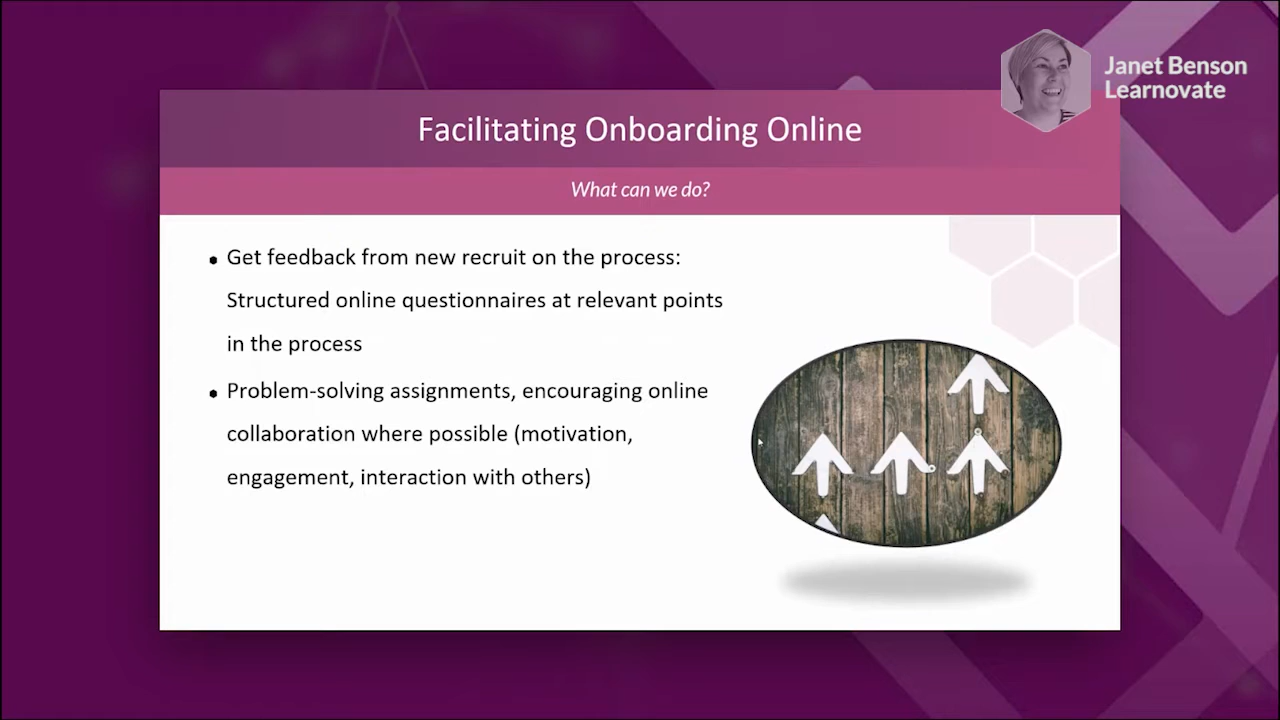 Janet Benson
Learnovate
Facilitating Onboarding Online
What can we do?
Get feedback from new recruit on the process:
Structured online questionnaires at relevant points
in the process
Problem-solving assignments, encouraging online
collaboration where possible (motivation,
engagement, interaction with others)